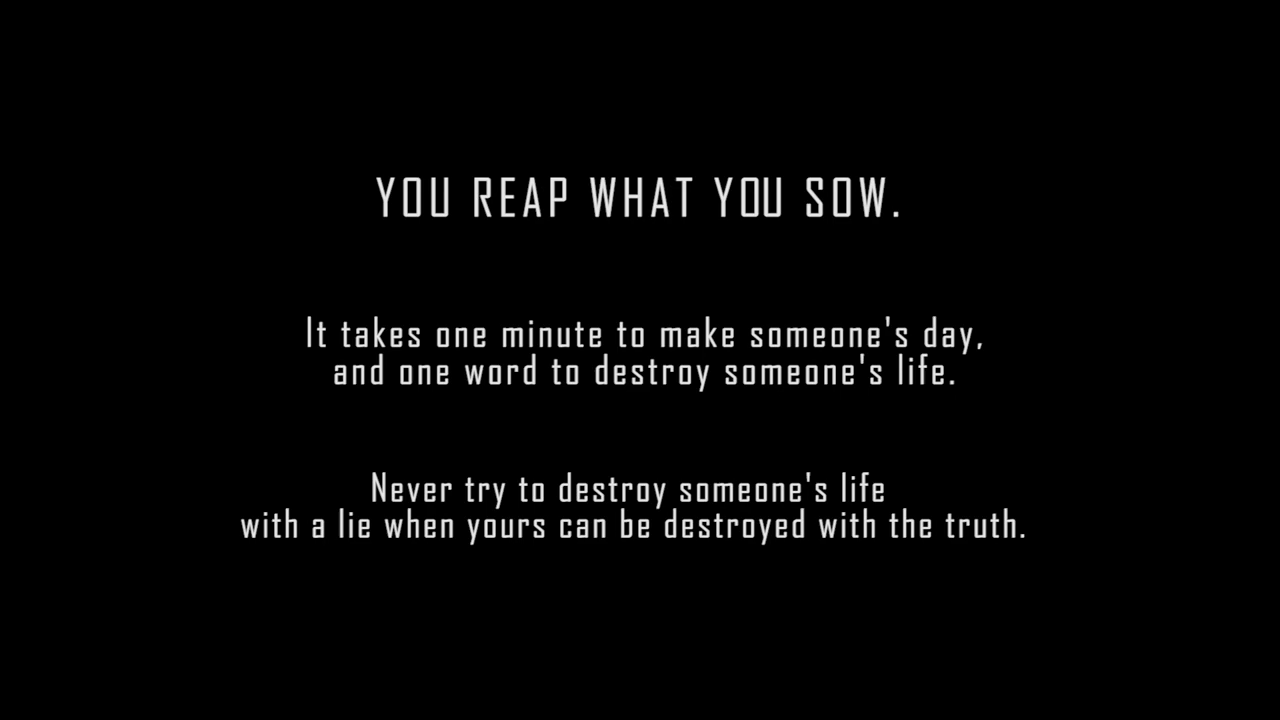 YOU REAP WHAT YOU SOW.
It takes one minute to make someone's day,
and one word to destroy someone's life.
Never try to destroy someone's life
with a lie when yours can be destroyed with the truth.